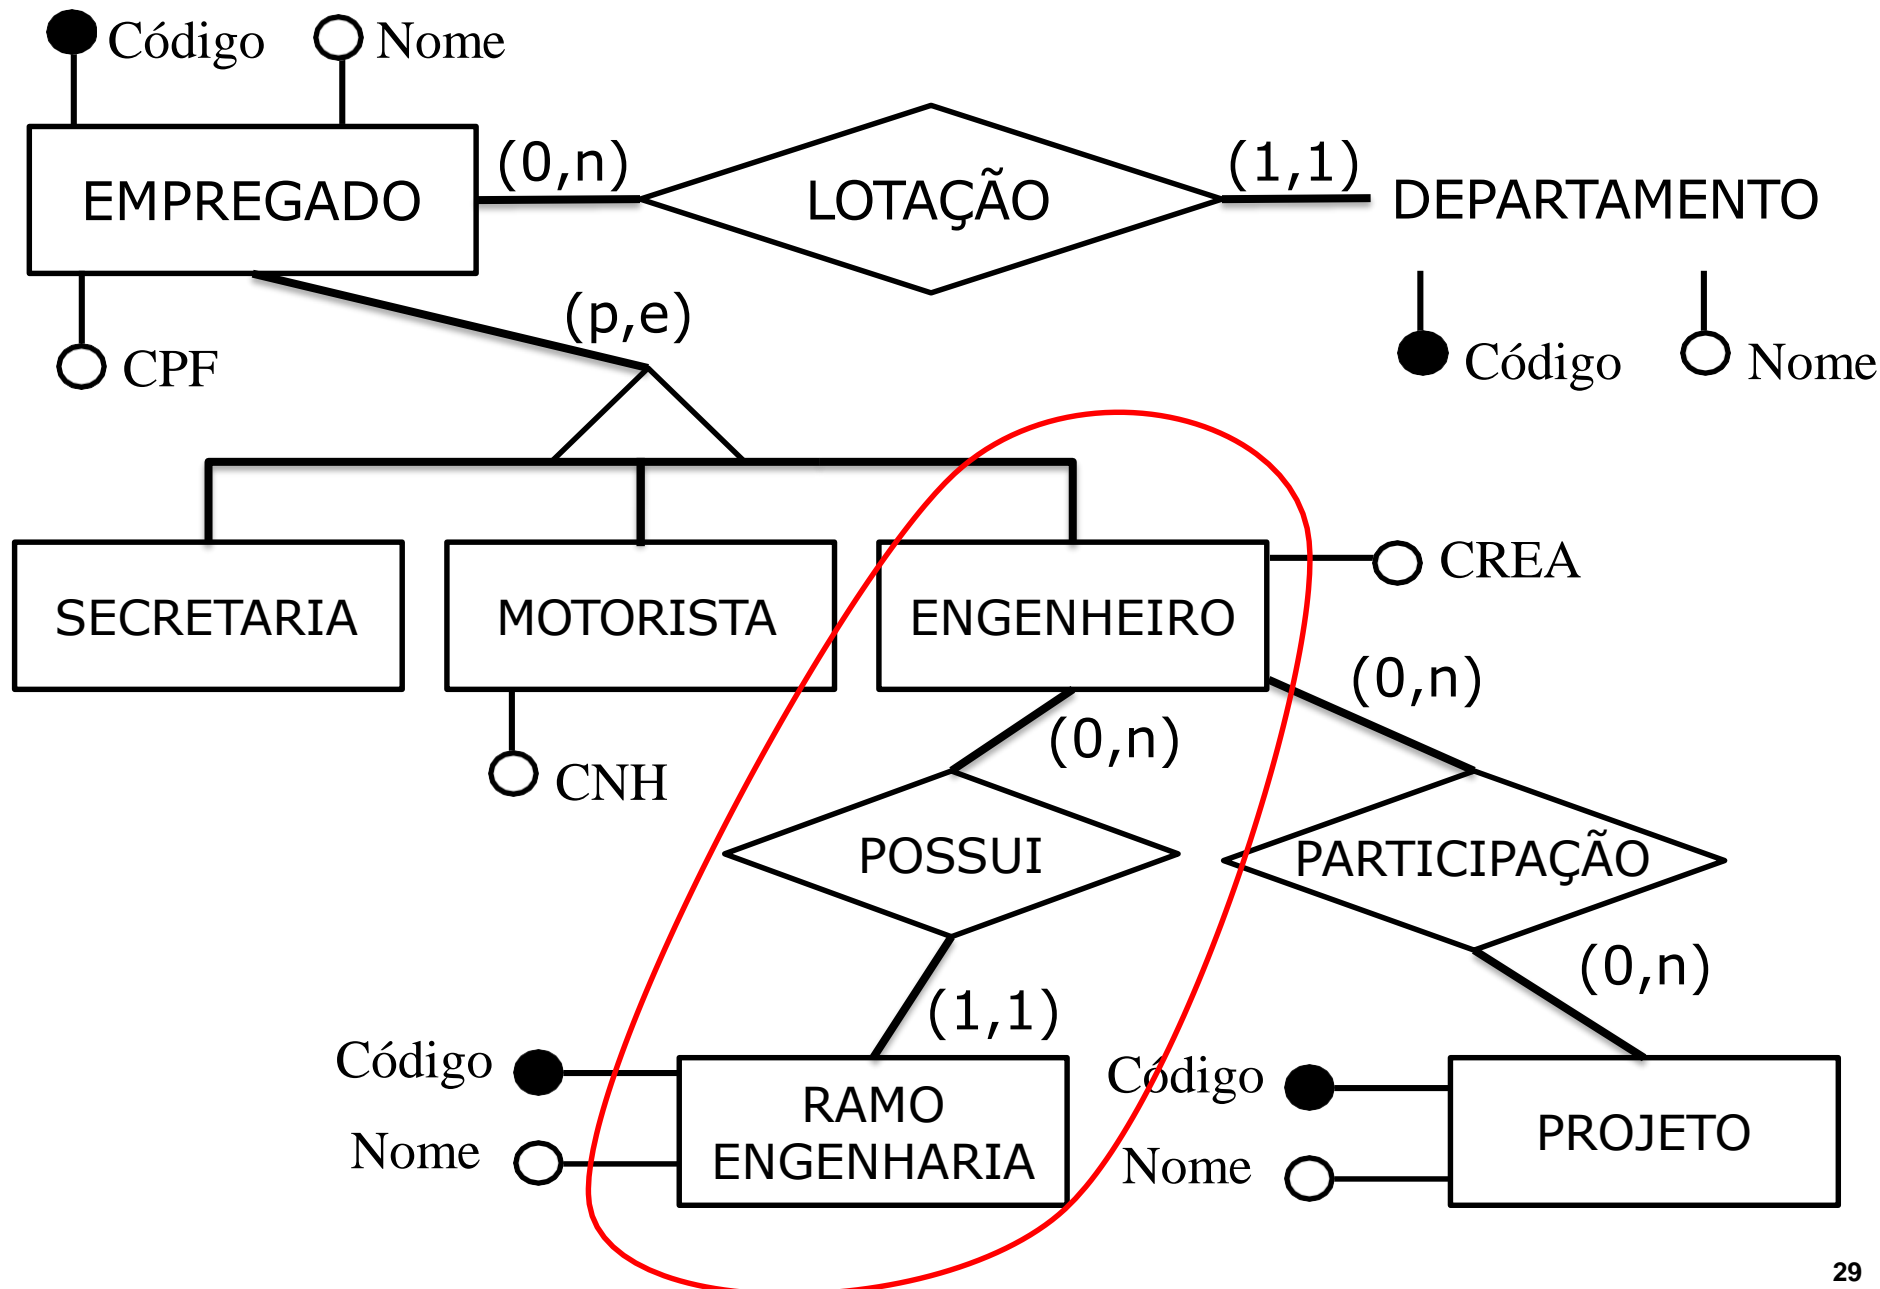 Código
Nome
EMPREGADO
(0,n)
LOTAÇÃO
(1,1)
DEPARTAMENTO
CPF
(p,e)
Código
Nome
SECRETARIA
MOTORISTA
ENGENHEIRO
CREA
CNH
(0,n)
(0,n)
POSSUI
PARTICIPAÇÃO
(1,1)
(0,n)
Código
Nome
RAMO
ENGENHARIA
Código
Nome
PROJETO
29